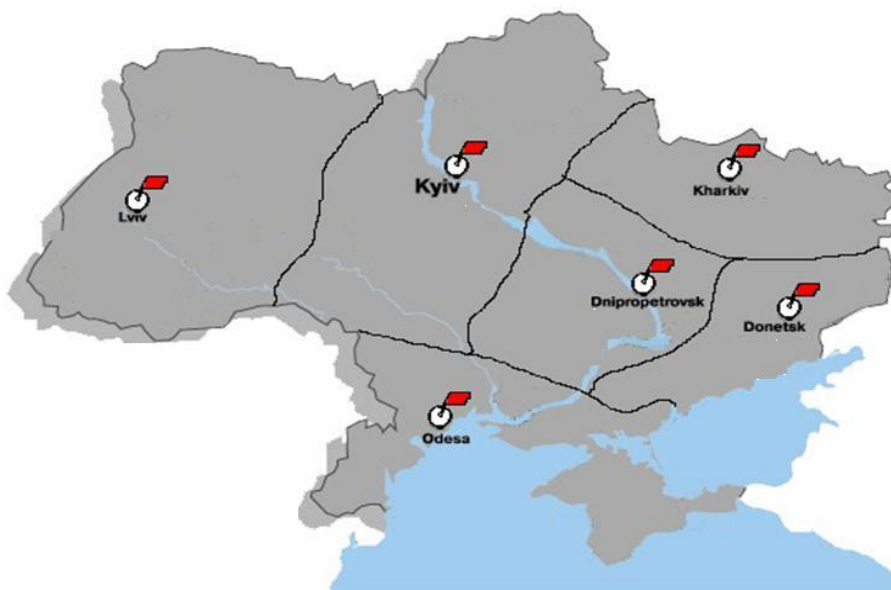 Kyiv
Kharkiv
Lviv
Dnipropetrovsk
Donetsk
Odesa